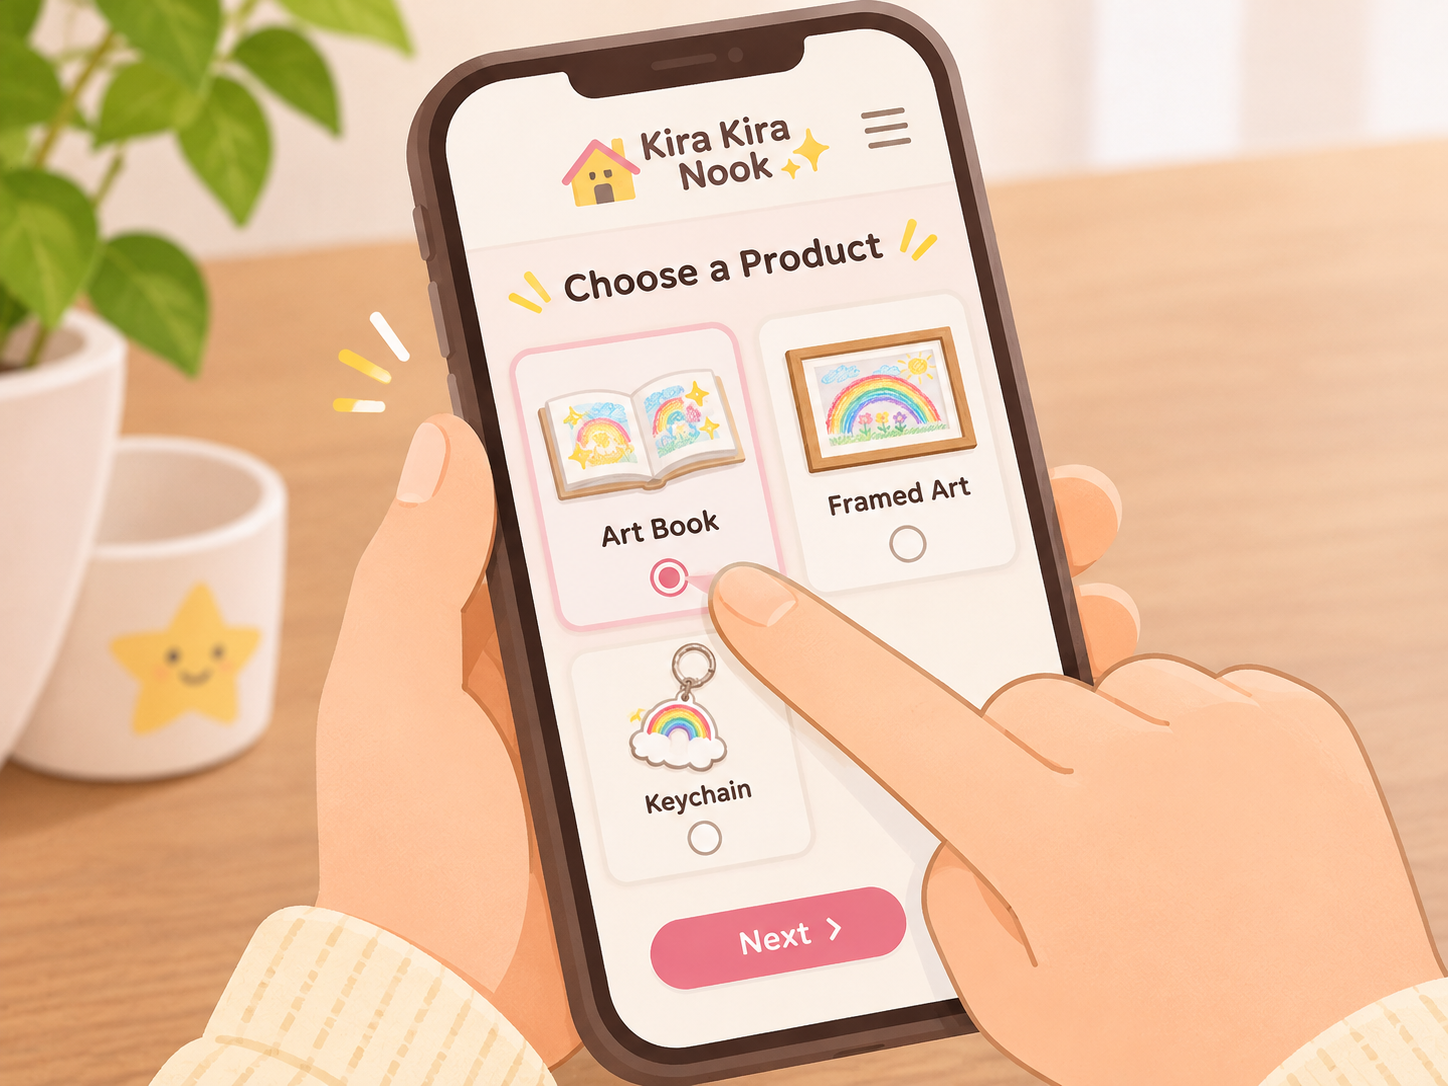 Kira Kira
Nook
Choose a Product
Art Book
Framed Art
Keychain
Next